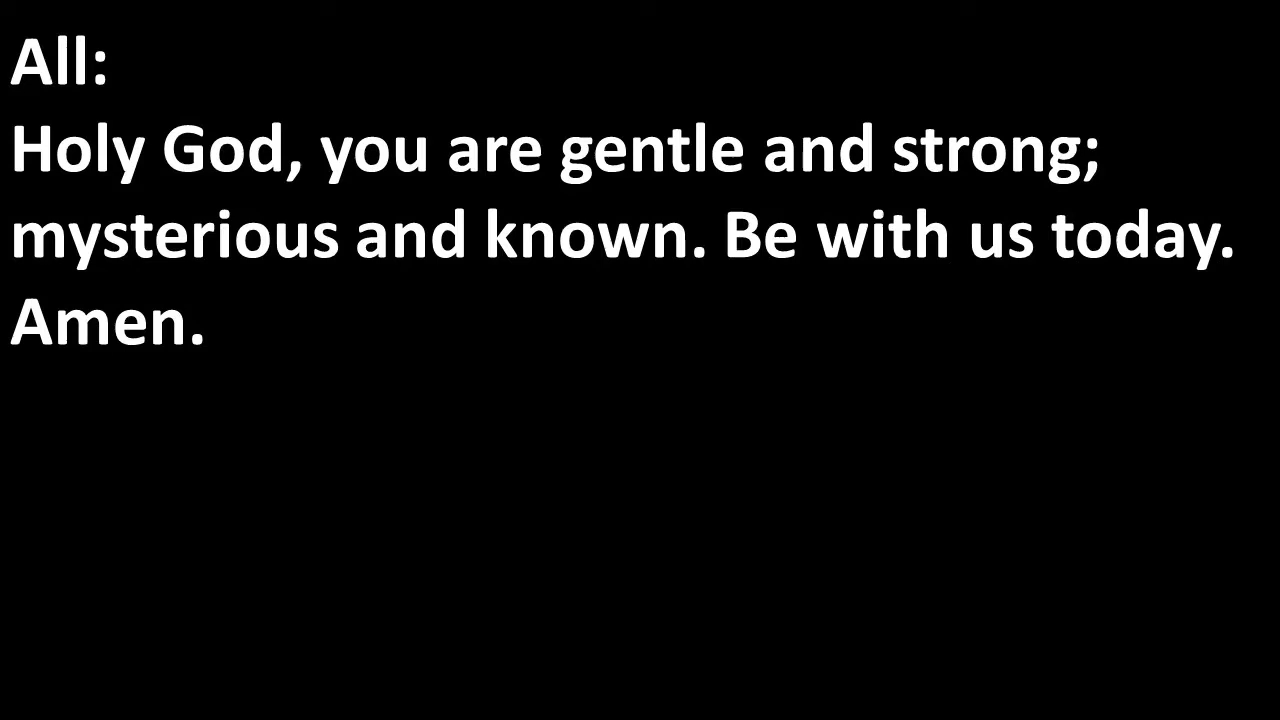 All:
Holy God, you are gentle and strong;
mysterious and known. Be with us today.
Amen.